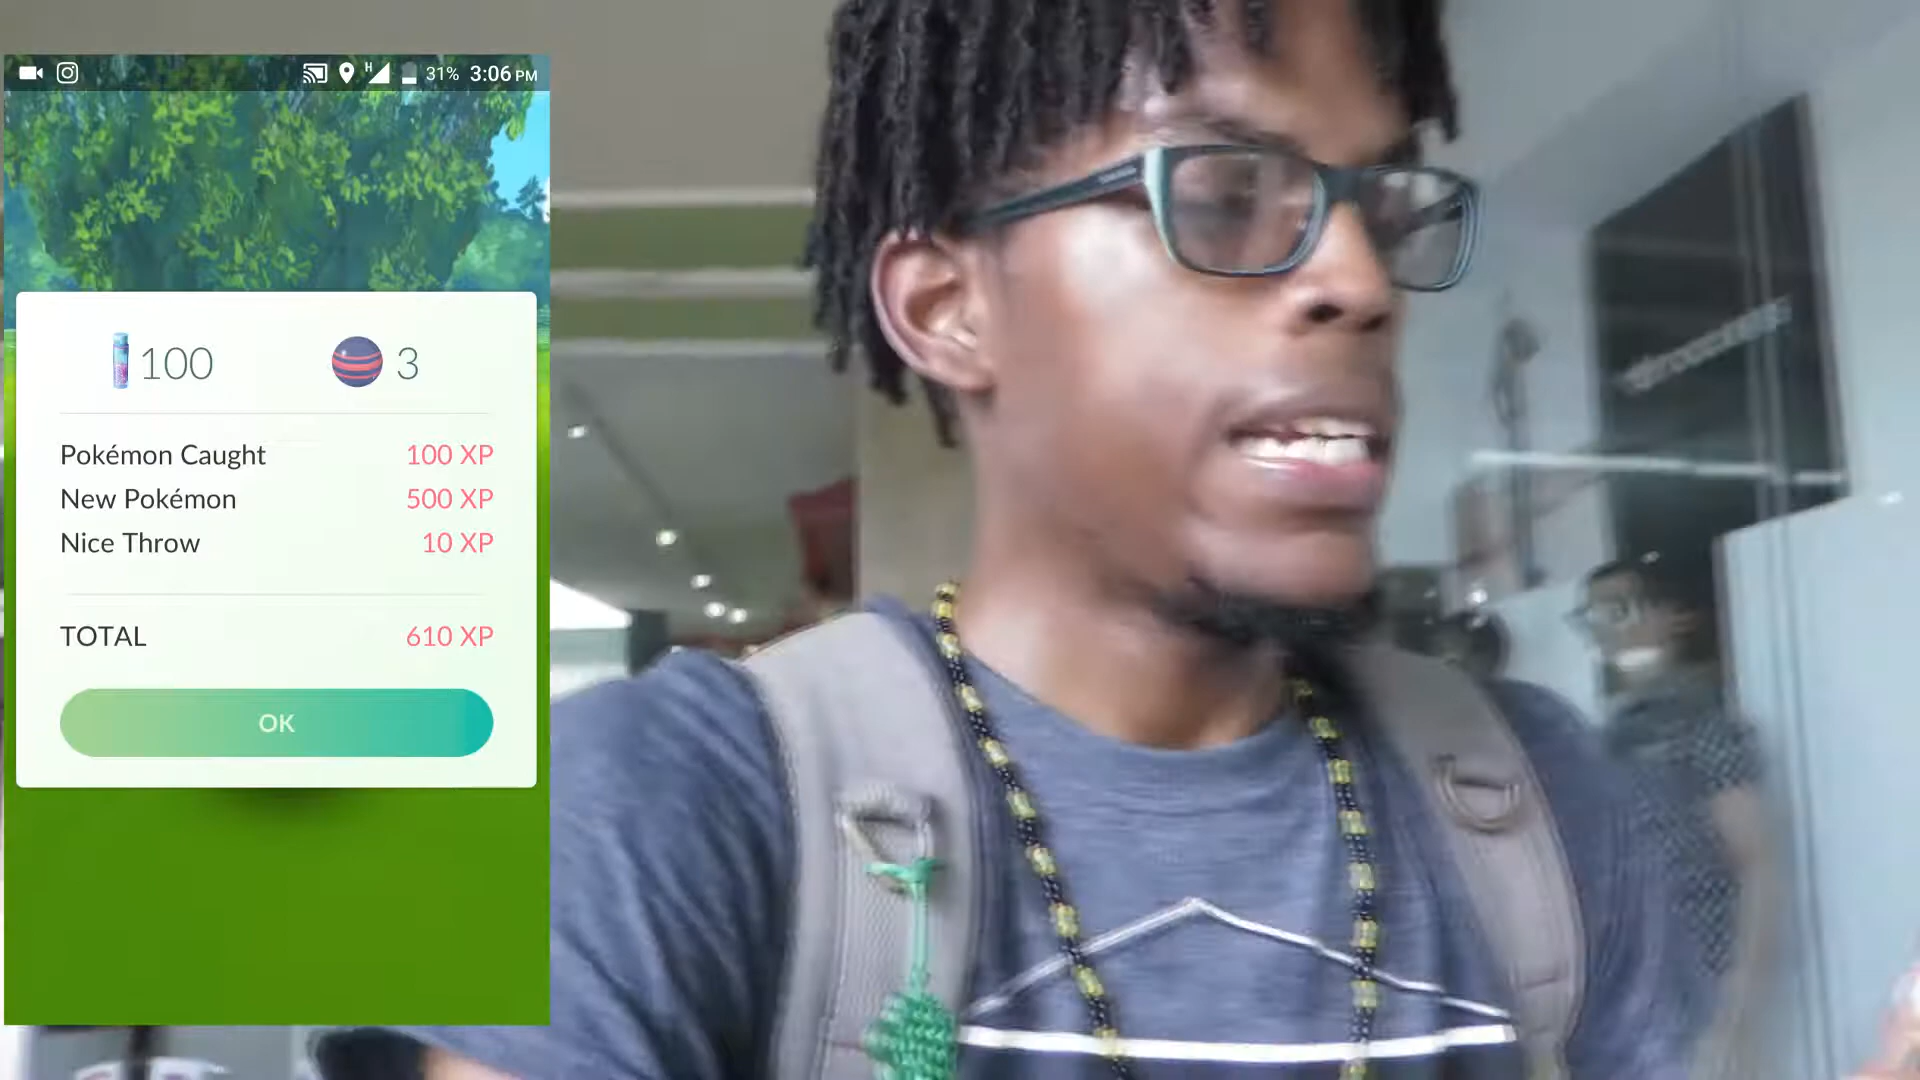 H 31% 3:06 PM
100 3
Pokémon Caught 100 XP
New Pokémon 500 XP
Nice Throw 10 XP
TOTAL 610 XP
OK